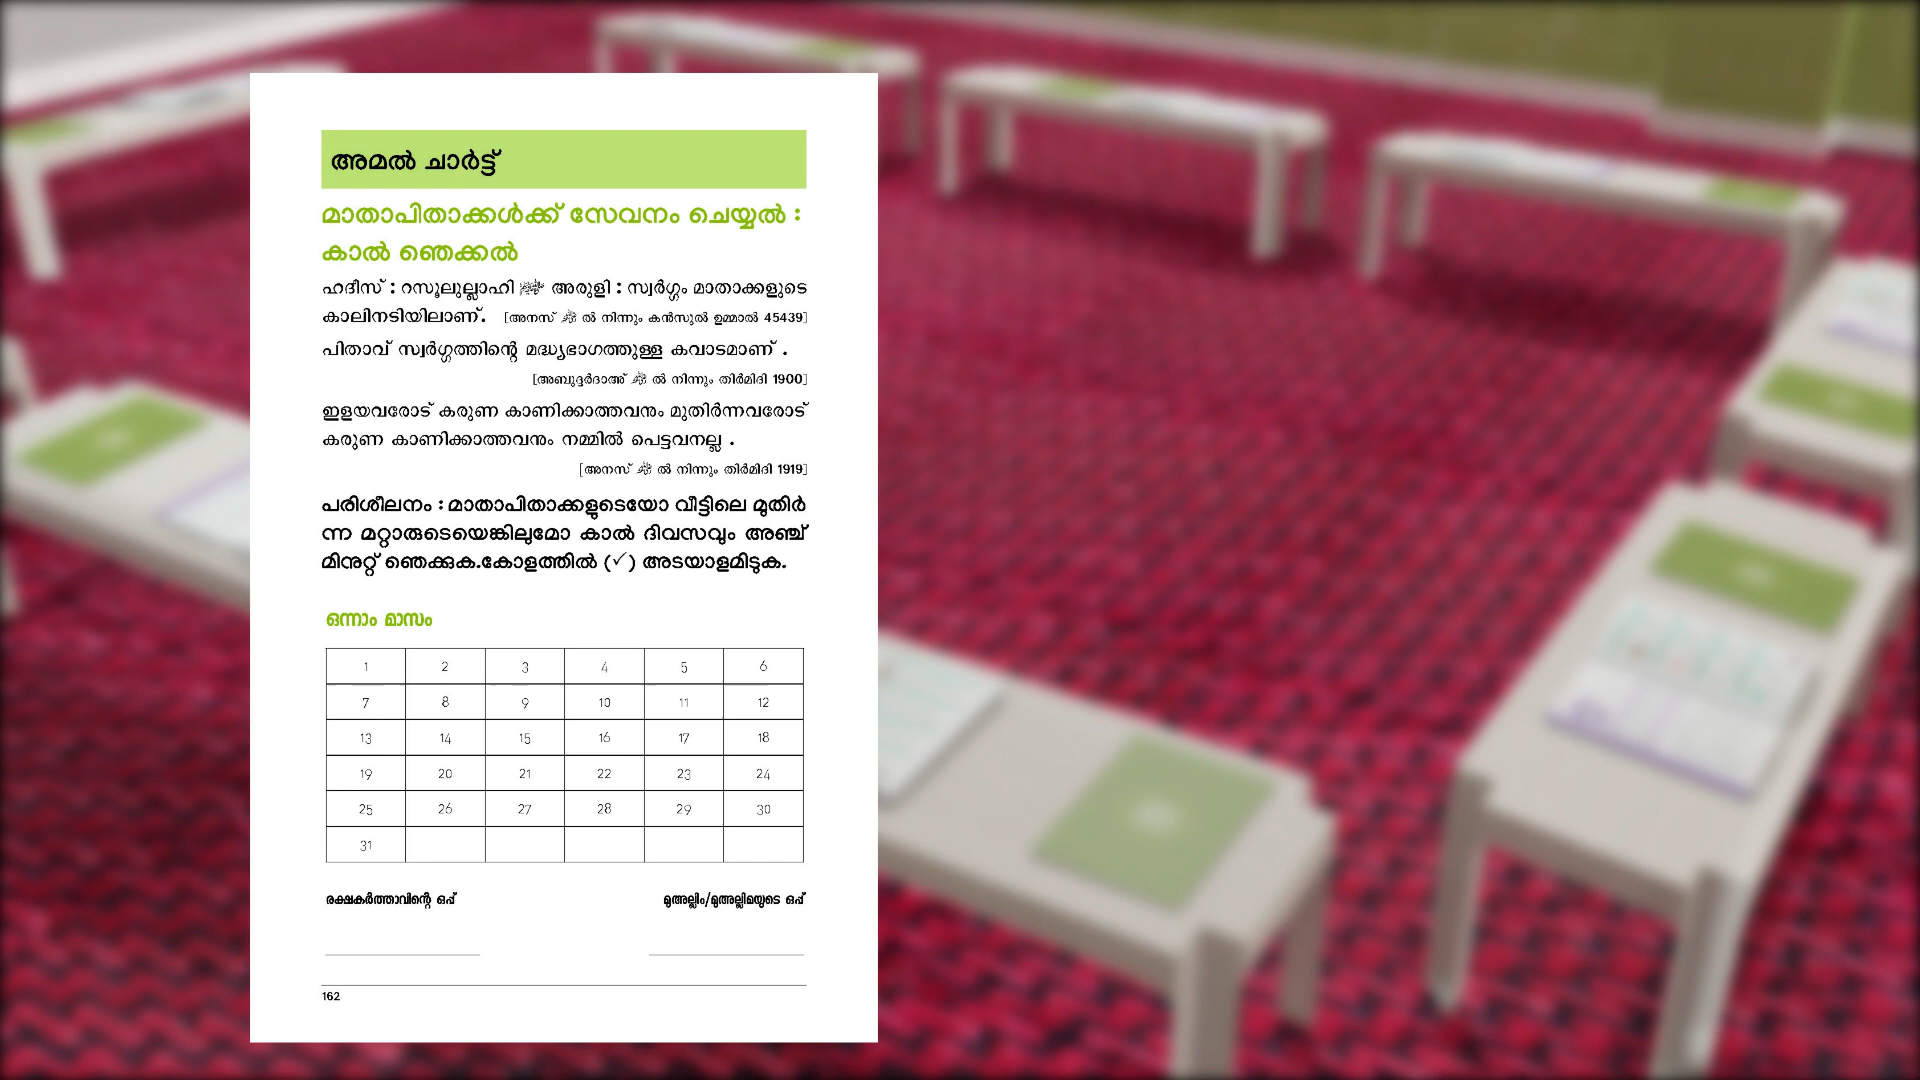 അമൽ ചാർട്ട്
മാതാപിതാക്കൾക്ക് സേവനം ചെയ്യൽ :
കാൽ ഞെക്കൽ
ഹദീസ് : റസൂലുല്ലാഹി ﷺ അരുളി : സ്വർഗ്ഗം മാതാക്കളുടെ
കാലിനടിയിലാണ്. [അനസ് ؓ ൽ നിന്നും കൻസുൽ ഉമ്മാൽ 45439]
പിതാവ് സ്വർഗ്ഗത്തിന്റെ മദ്ധ്യഭാഗത്തുള്ള കവാടമാണ് .
[അബുദ്ദർദാഅ് ؓ ൽ നിന്നും തിർമിദി 1900]
ഇളയവരോട് കരുണ കാണിക്കാത്തവനും മുതിർന്നവരോട്
കരുണ കാണിക്കാത്തവനും നമ്മിൽ പെട്ടവനല്ല .
[അനസ് ؓ ൽ നിന്നും തിർമിദി 1919]
പരിശീലനം : മാതാപിതാക്കളുടെയോ വീട്ടിലെ മുതിർ
ന്ന മറ്റാരുടെയെങ്കിലുമോ കാൽ ദിവസവും അഞ്ച്
മിനുറ്റ് ഞെക്കുക.കോളത്തിൽ (✓) അടയാളമിടുക.
ഒന്നാം മാസം
1 2 3 4 5 6
7 8 9 10 11 12
13 14 15 16 17 18
19 20 21 22 23 24
25 26 27 28 29 30
31
രക്ഷകർത്താവിന്റെ ഒപ്പ് മുഅല്ലിം/മുഅല്ലിമയുടെ ഒപ്പ്
162